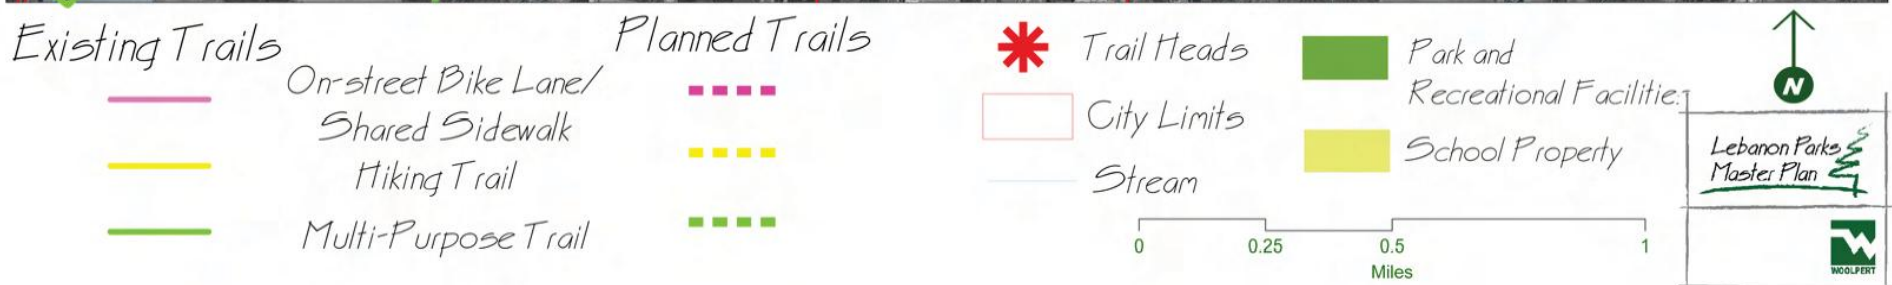 Existing Trails
Planned Trails
On-street Bike Lane/
Shared Sidewalk
Hiking Trail
Multi-Purpose Trail
Trail Heads
City Limits
Stream
Park and
Recreational Facilities
School Property
0 0.25 0.5 1
Miles
N
Lebanon Parks
Master Plan
WOOLPERT